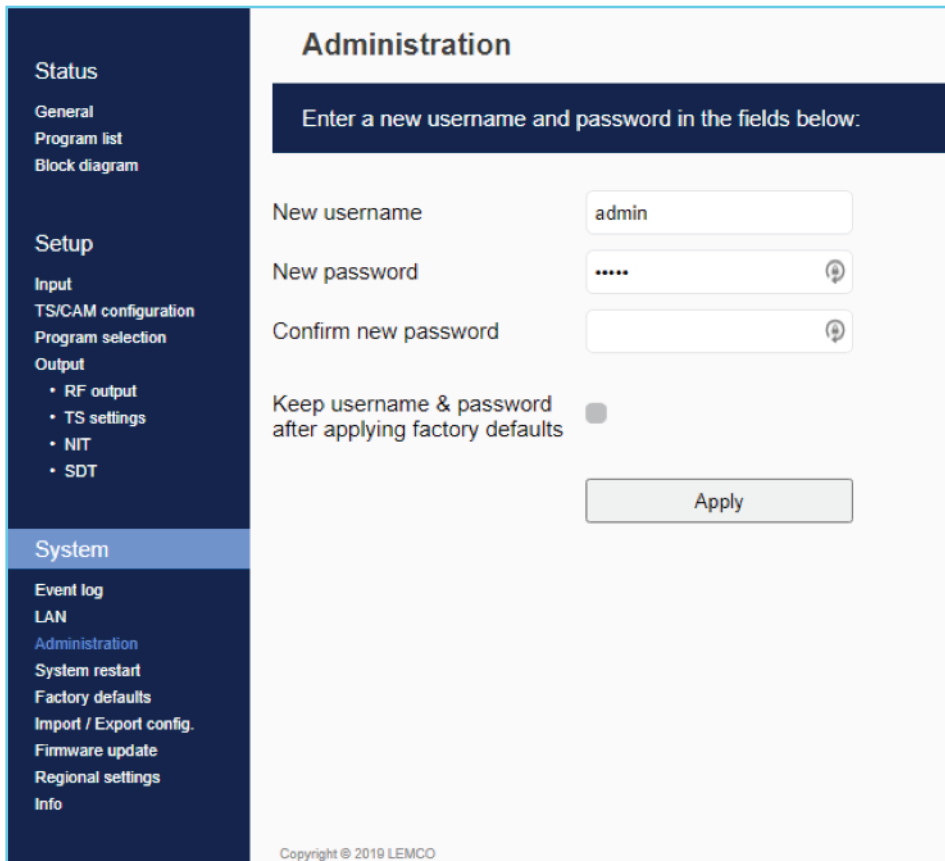 Status
General
Program list
Block diagram
Setup
Input
TS/CAM configuration
Program selection
Output
• RF output
• TS settings
• NIT
• SDT
System
Event log
LAN
Administration
System restart
Factory defaults
Import / Export config.
Firmware update
Regional settings
Info
Administration
Enter a new username and password in the fields below:
New username
admin
New password
•••••
Confirm new password
Keep username & password
after applying factory defaults
Apply
Copyright © 2019 LEMCO